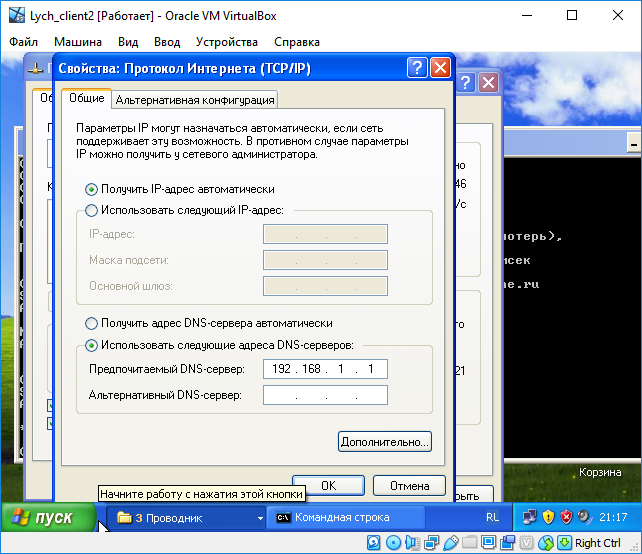 Lych_client2 [Работает] - Oracle VM VirtualBox
Файл Машина Вид Ввод Устройства Справка
Свойства: Протокол Интернета (TCP/IP)
Общие Альтернативная конфигурация
Параметры IP могут назначаться автоматически, если сеть
поддерживает эту возможность. В противном случае параметры
IP можно получить у сетевого администратора.
Получить IP-адрес автоматически
Использовать следующий IP-адрес:
IP-адрес:
Маска подсети:
Основной шлюз:
Получить адрес DNS-сервера автоматически
Использовать следующие адреса DNS-серверов:
Предпочитаемый DNS-сервер: 192 . 168 . 1 . 1
Альтернативный DNS-сервер:
Дополнительно...
OK Отмена
Начните работу с нажатия этой кнопки
Корзина
пуск 3 Проводник Командная строка RL 21:17
Right Ctrl